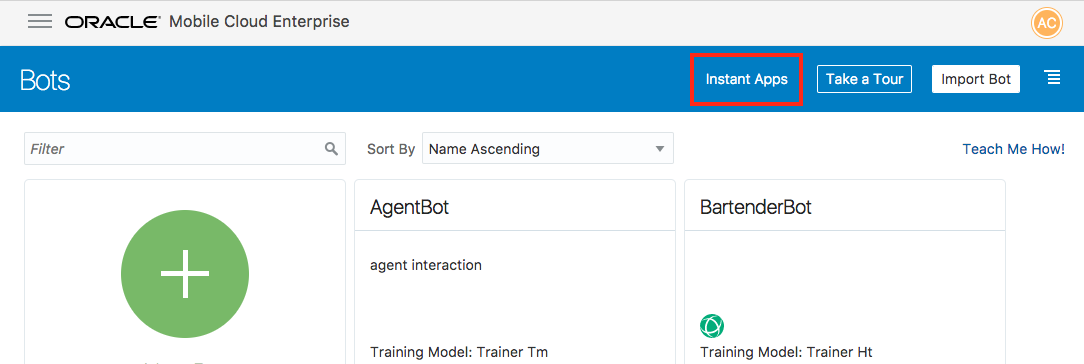 ORACLE Mobile Cloud Enterprise
AC
Bots
Instant Apps
Take a Tour
Import Bot
Filter
Sort By
Name Ascending
Teach Me How!
AgentBot
agent interaction
Training Model: Trainer Tm
BartenderBot
Training Model: Trainer Ht